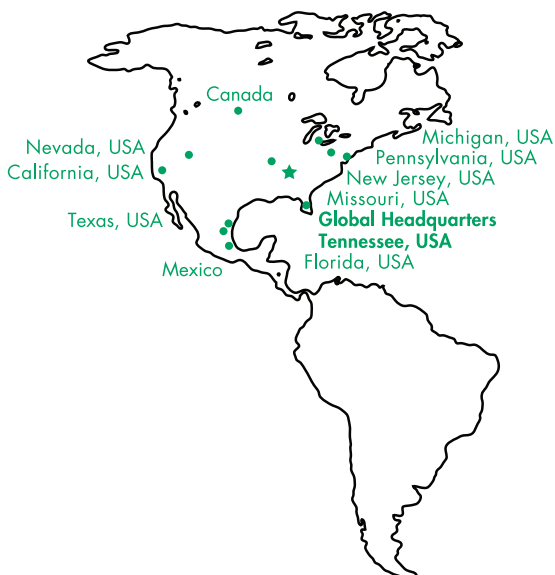 Canada
Nevada, USA
California, USA
Texas, USA
Mexico
Michigan, USA
Pennsylvania, USA
New Jersey, USA
Missouri, USA
Global Headquarters
Tennessee, USA
Florida, USA